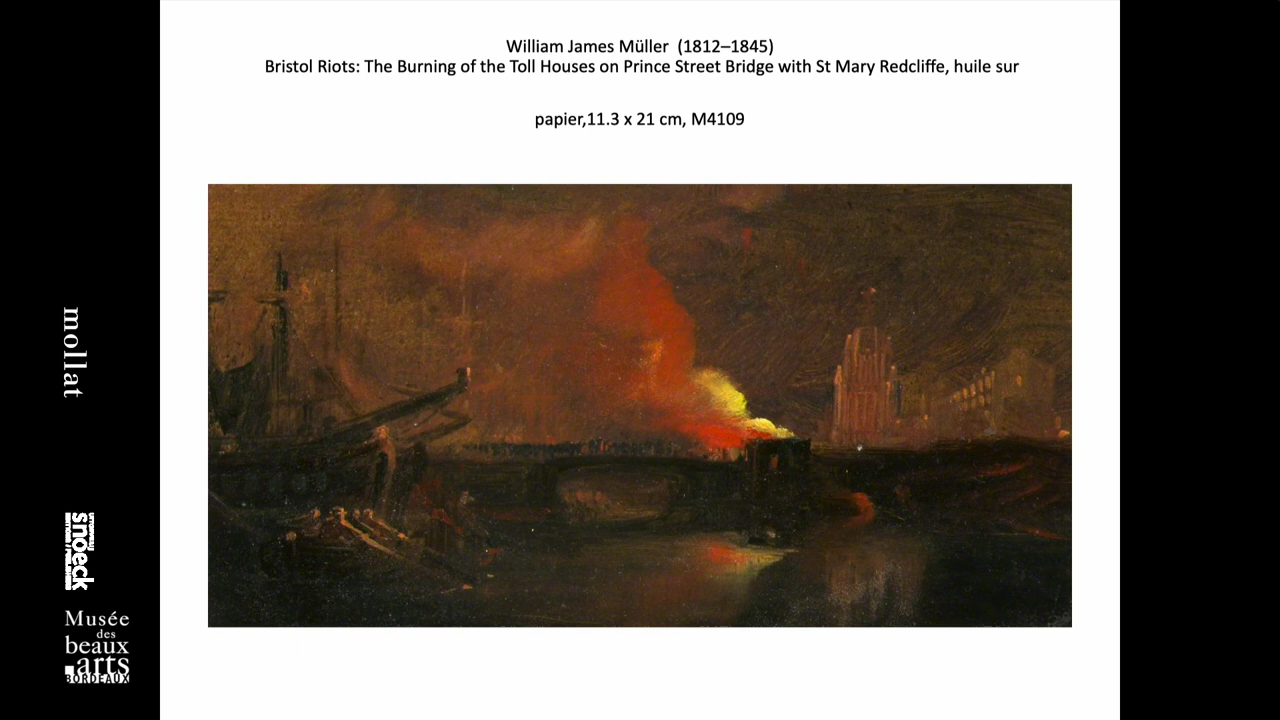 William James Müller  (1812–1845)
Bristol Riots: The Burning of the Toll Houses on Prince Street Bridge with St Mary Redcliffe, huile sur
papier,11.3 x 21 cm, M4109
mollat
snoeck
Musée
des
beaux
.arts
BORDEAUX